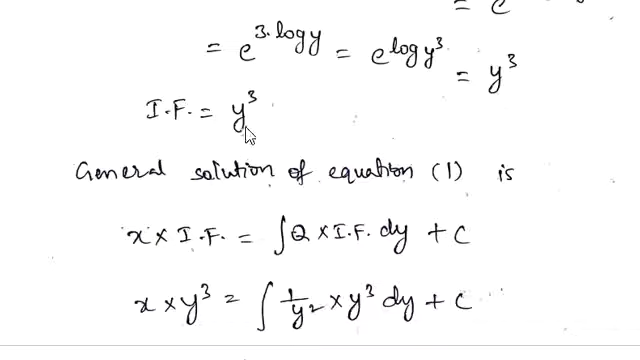 = e
= e^{3·log y} = e^{log y^3} = y^3
I.F. = y^3
General solution of equation (1) is
x × I.F. = ∫ Q × I.F. dy + C
x × y^3 = ∫ 1/y^2 × y^3 dy + C